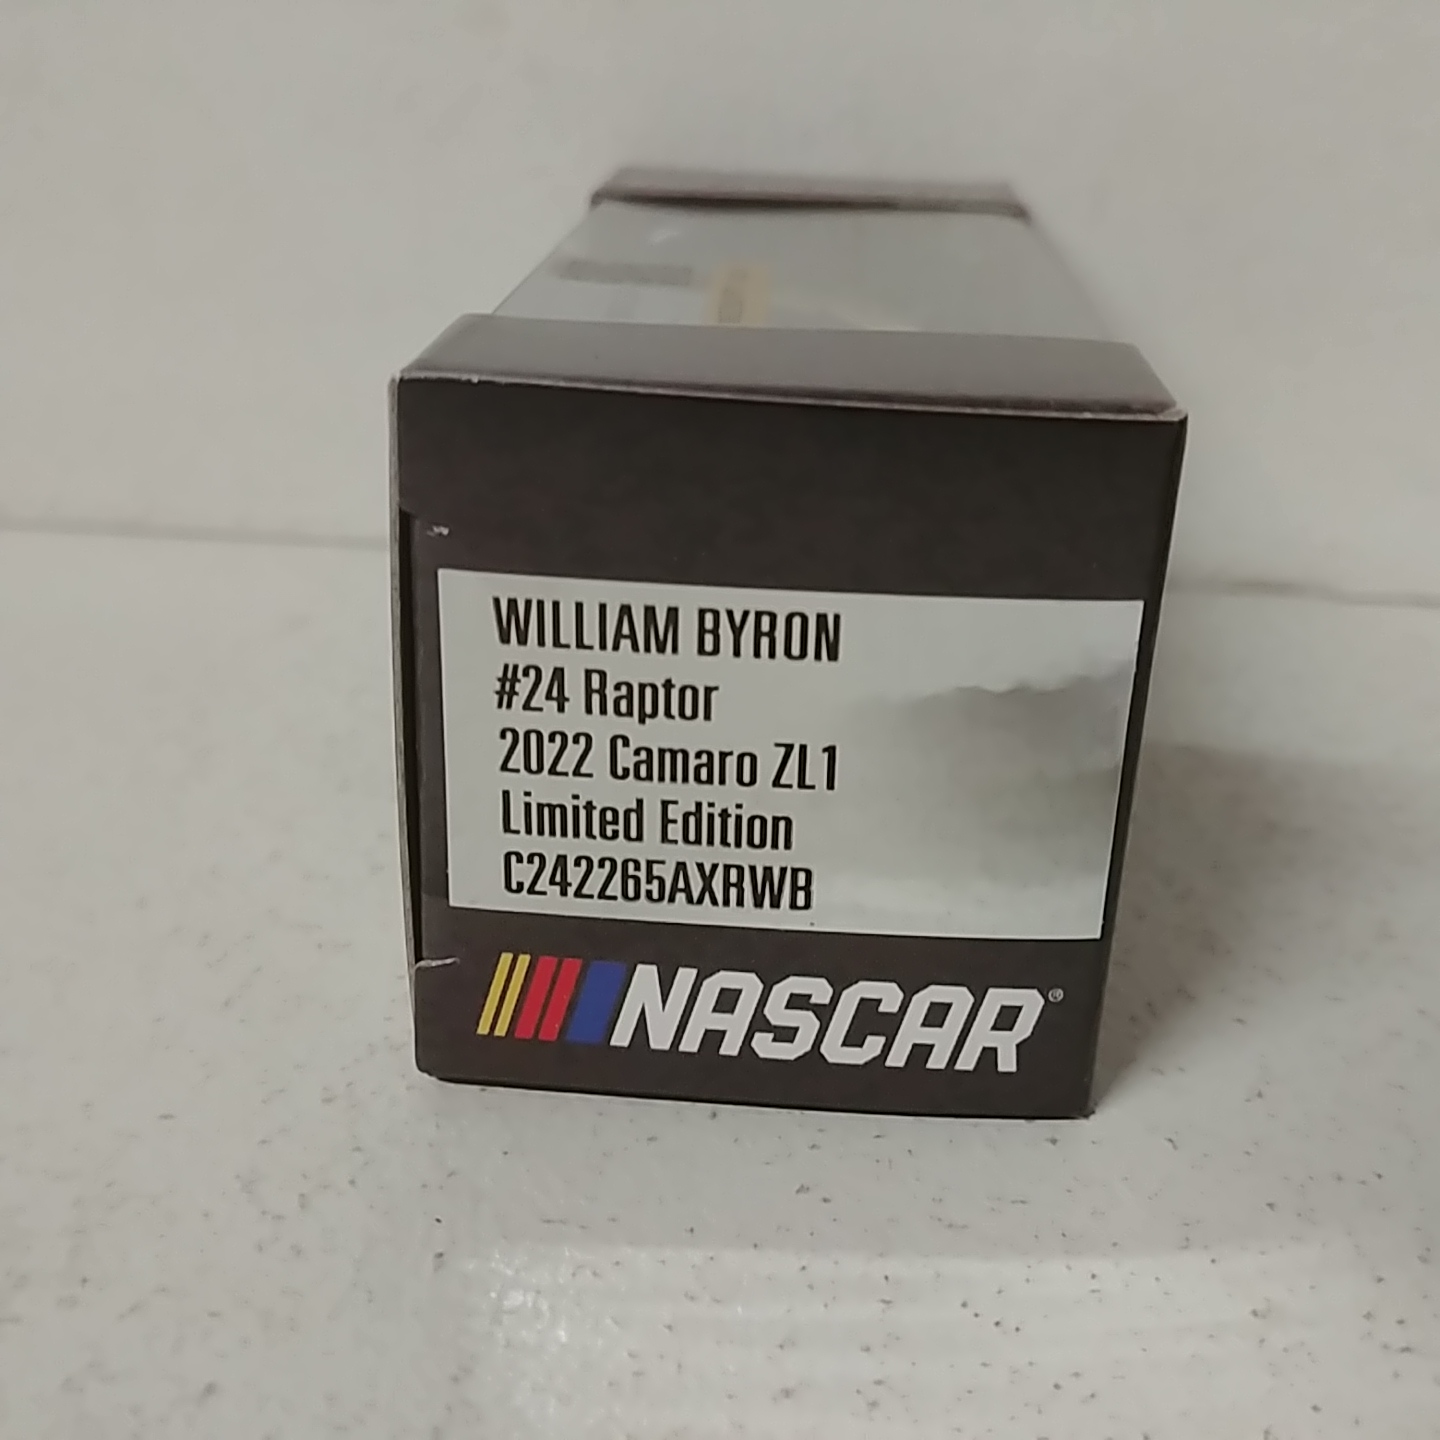 WILLIAM BYRON
#24 Raptor
2022 Camaro ZL1
Limited Edition
C242265AXRWB
NASCAR®